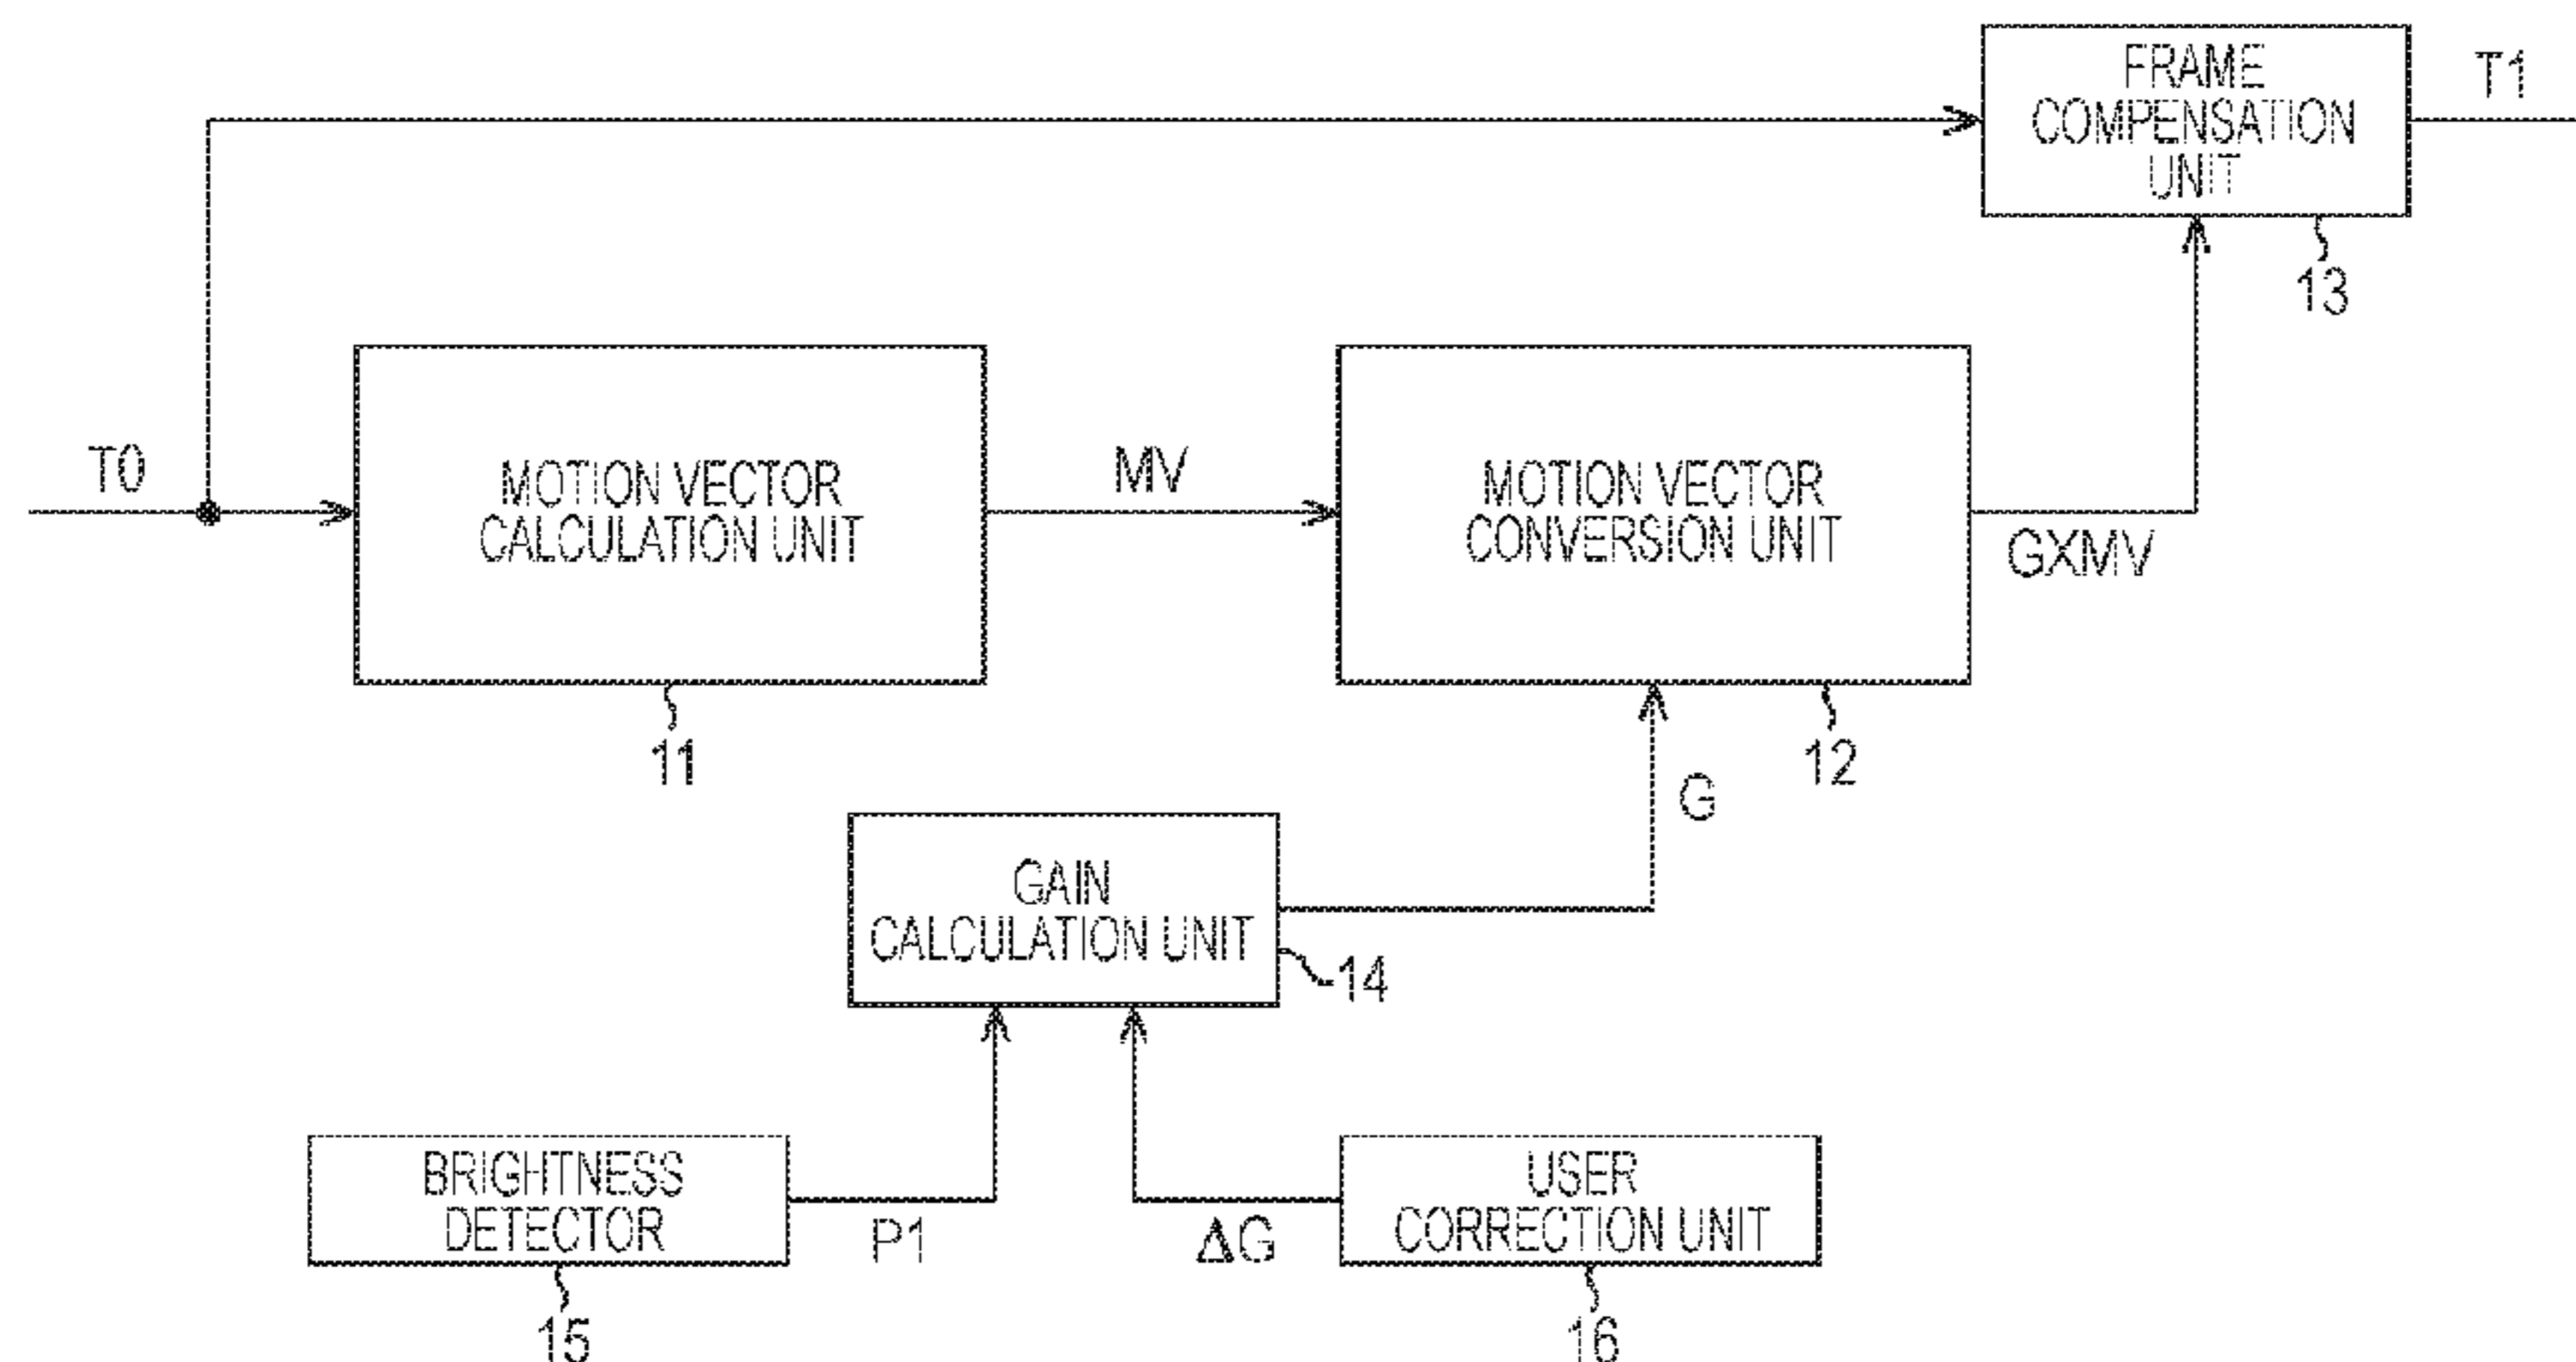 FRAME
COMPENSATION
UNIT
T1
13
T0
MOTION VECTOR
CALCULATION UNIT
MV
MOTION VECTOR
CONVERSION UNIT
GXMV
11
12
G
GAIN
CALCULATION UNIT
14
BRIGHTNESS
DETECTOR
P1
ΔG
USER
CORRECTION UNIT
15
16